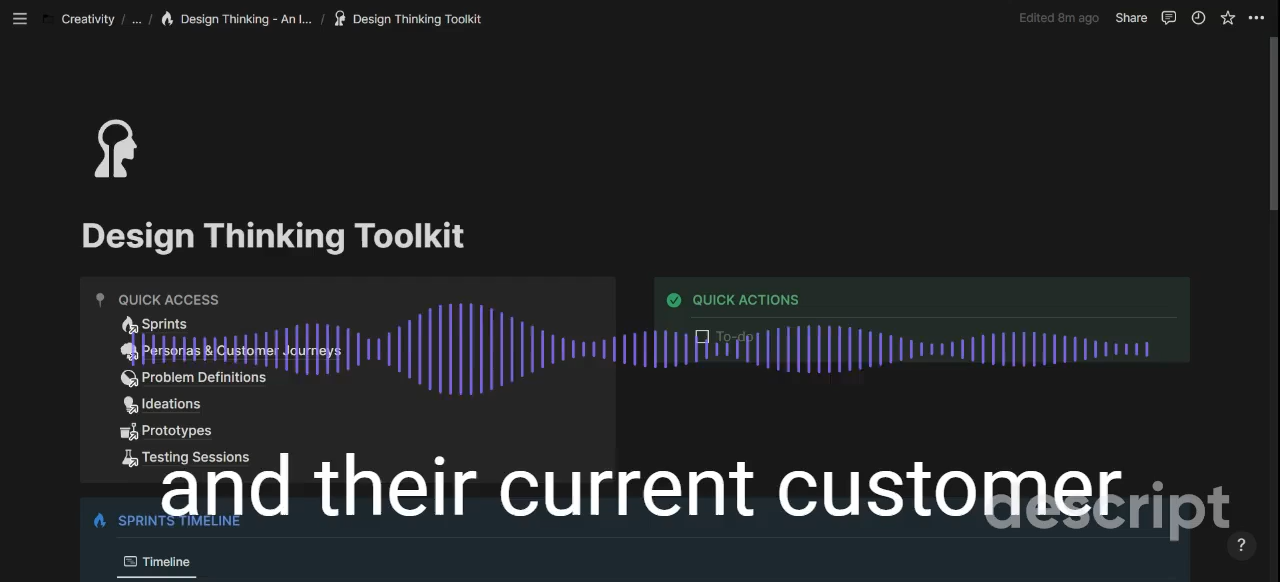 Creativity / ... / Design Thinking - An I... / Design Thinking Toolkit
Edited 8m ago Share
Design Thinking Toolkit
QUICK ACCESS
Sprints
Personas & Customer Journeys
Problem Definitions
Ideations
Prototypes
Testing Sessions
QUICK ACTIONS
To-do
and their current customer
descript
SPRINTS TIMELINE
Timeline
?